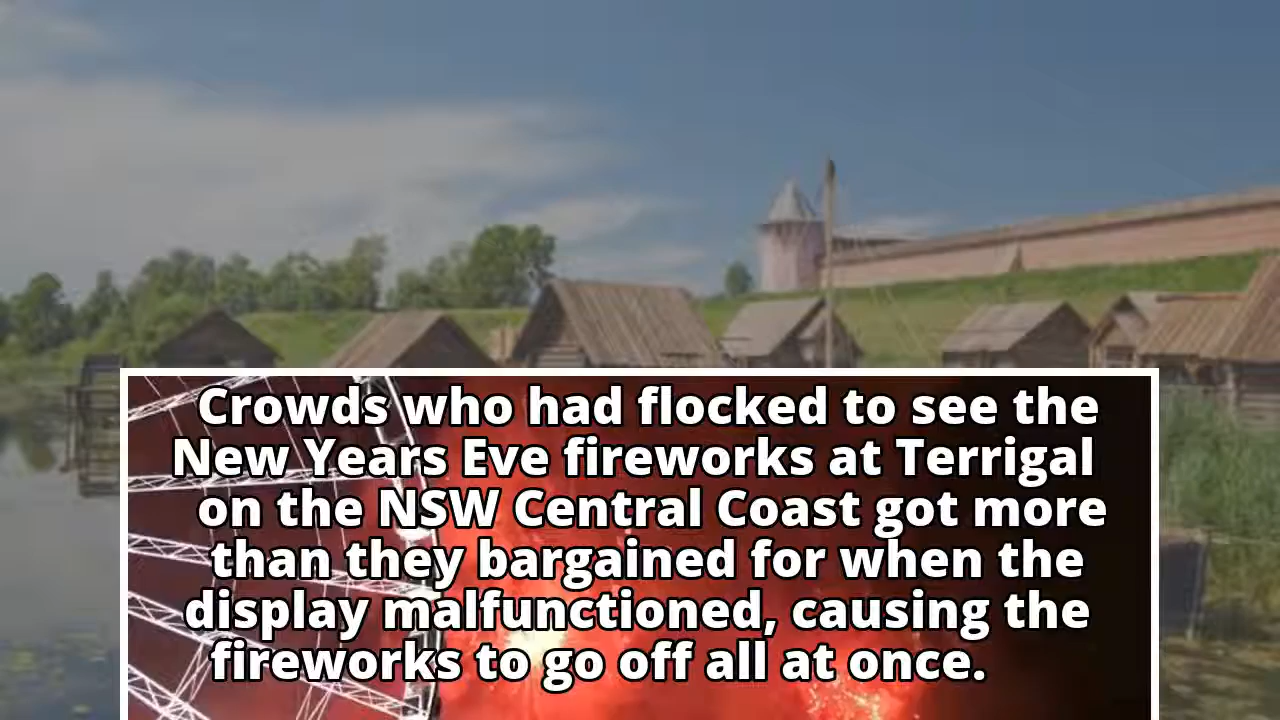 Crowds who had flocked to see the
New Years Eve fireworks at Terrigal
on the NSW Central Coast got more
than they bargained for when the
display malfunctioned, causing the
fireworks to go off all at once.